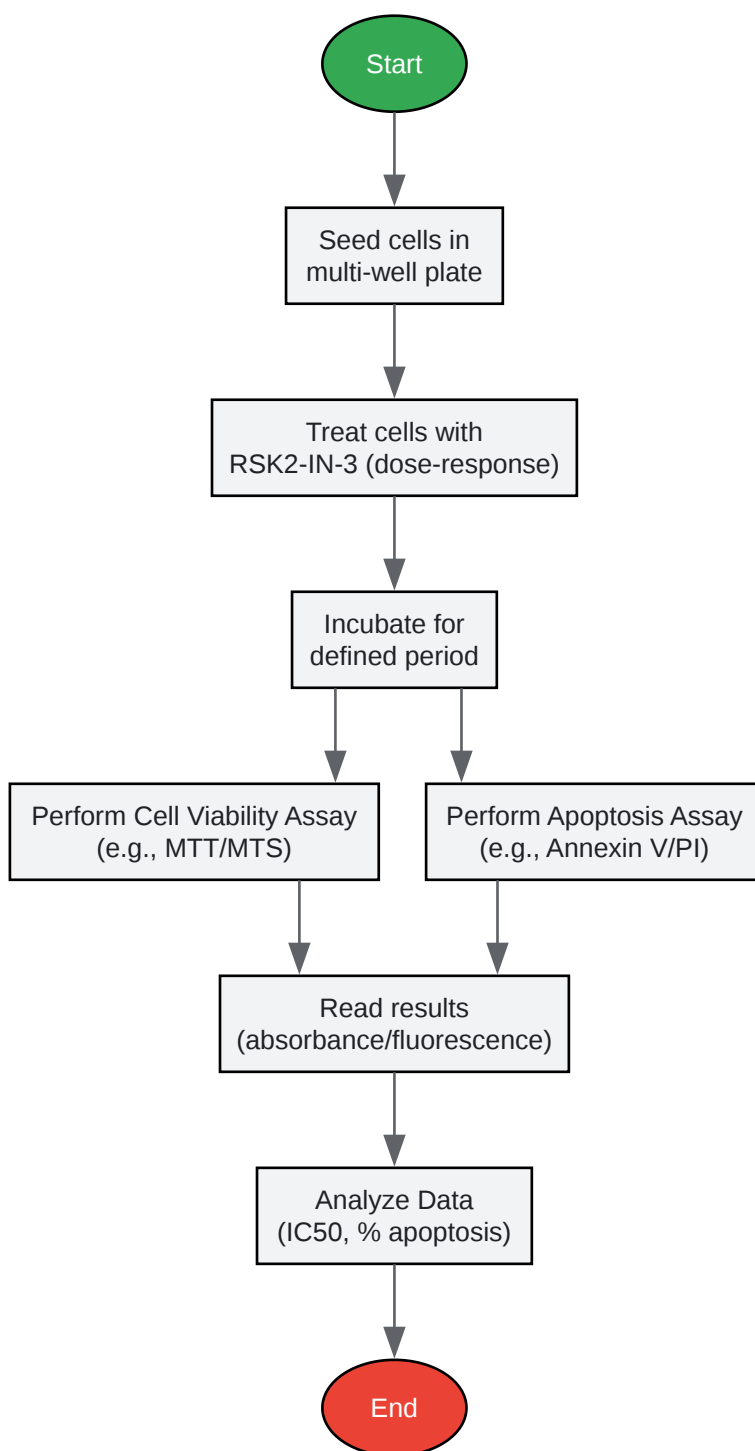 Start
Seed cells in
multi-well plate
Treat cells with
RSK2-IN-3 (dose-response)
Incubate for
defined period
Perform Cell Viability Assay
(e.g., MTT/MTS)
Perform Apoptosis Assay
(e.g., Annexin V/PI)
Read results
(absorbance/fluorescence)
Analyze Data
(IC50, % apoptosis)
End